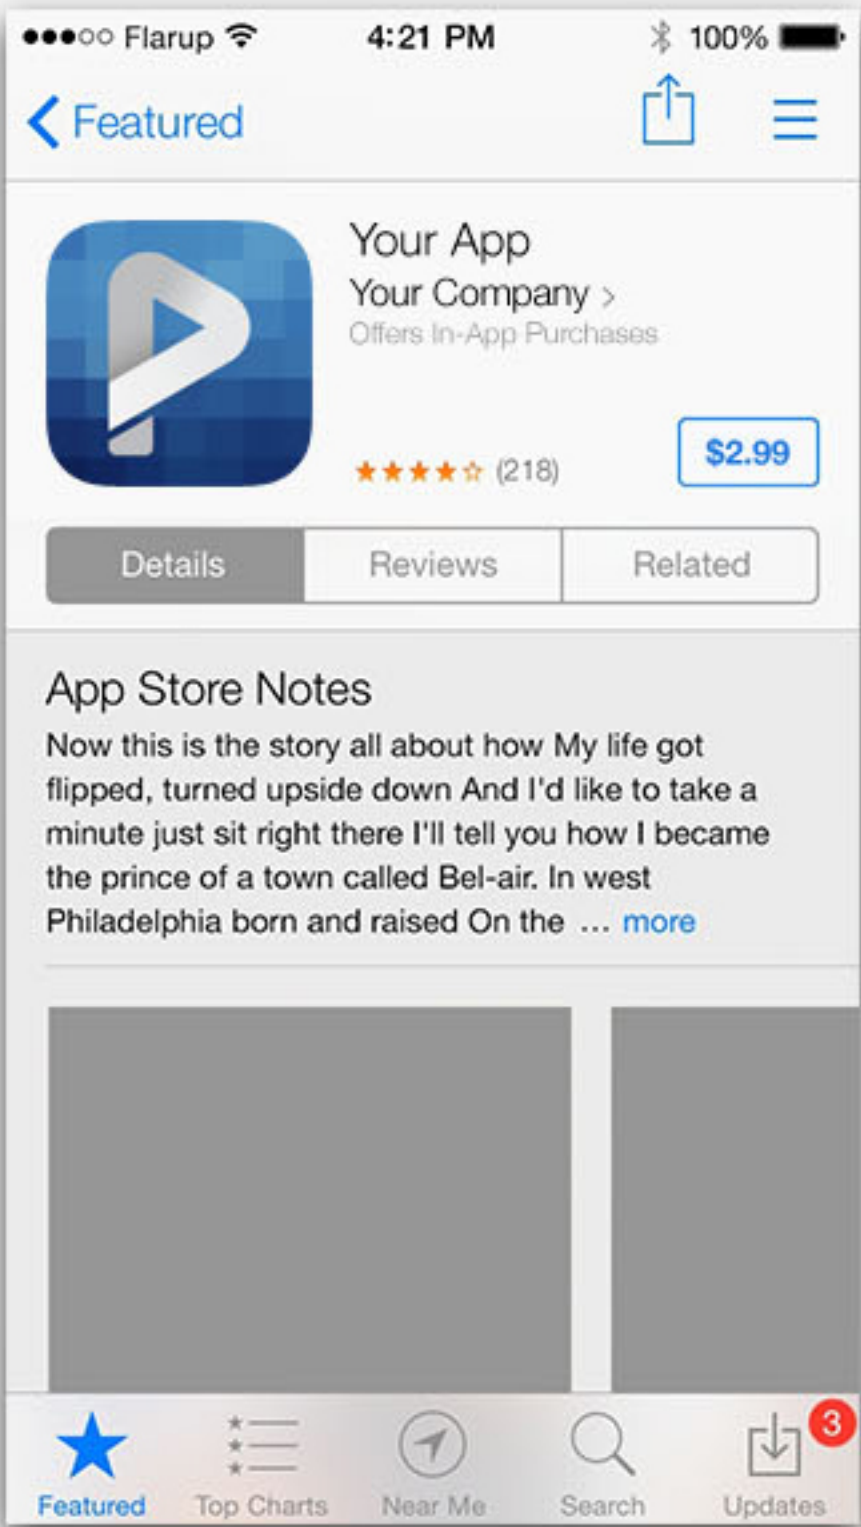 Flarup 4:21 PM 100%
Featured
Your App
Your Company >
Offers In-App Purchases
(218) $2.99
Details Reviews Related
App Store Notes
Now this is the story all about how My life got
flipped, turned upside down And I'd like to take a
minute just sit right there I'll tell you how I became
the prince of a town called Bel-air. In west
Philadelphia born and raised On the ... more
3
Featured Top Charts Near Me Search Updates